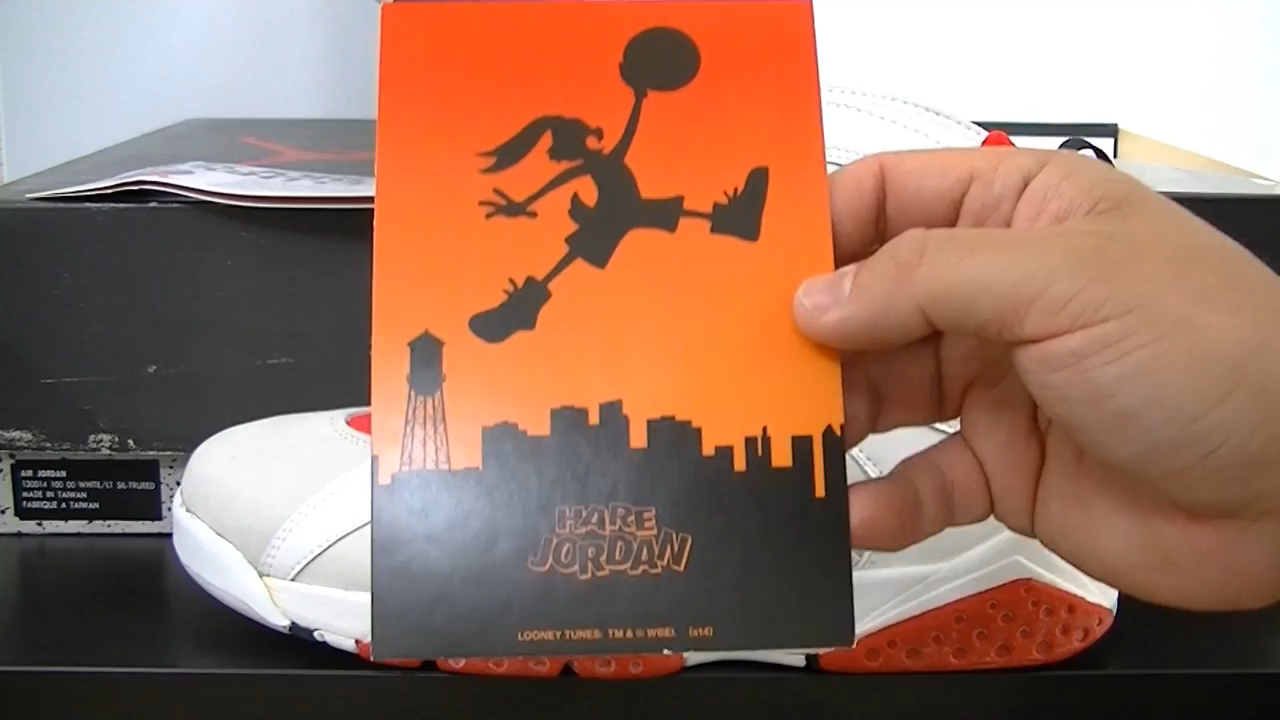 AIR JORDAN
130014 100 00 WHITE/LT SIL-TRURED
MADE IN TAIWAN
FABRIQUE A TAIWAN
HARE
JORDAN
LOONEY TUNES TM & © WBEI. (s14)